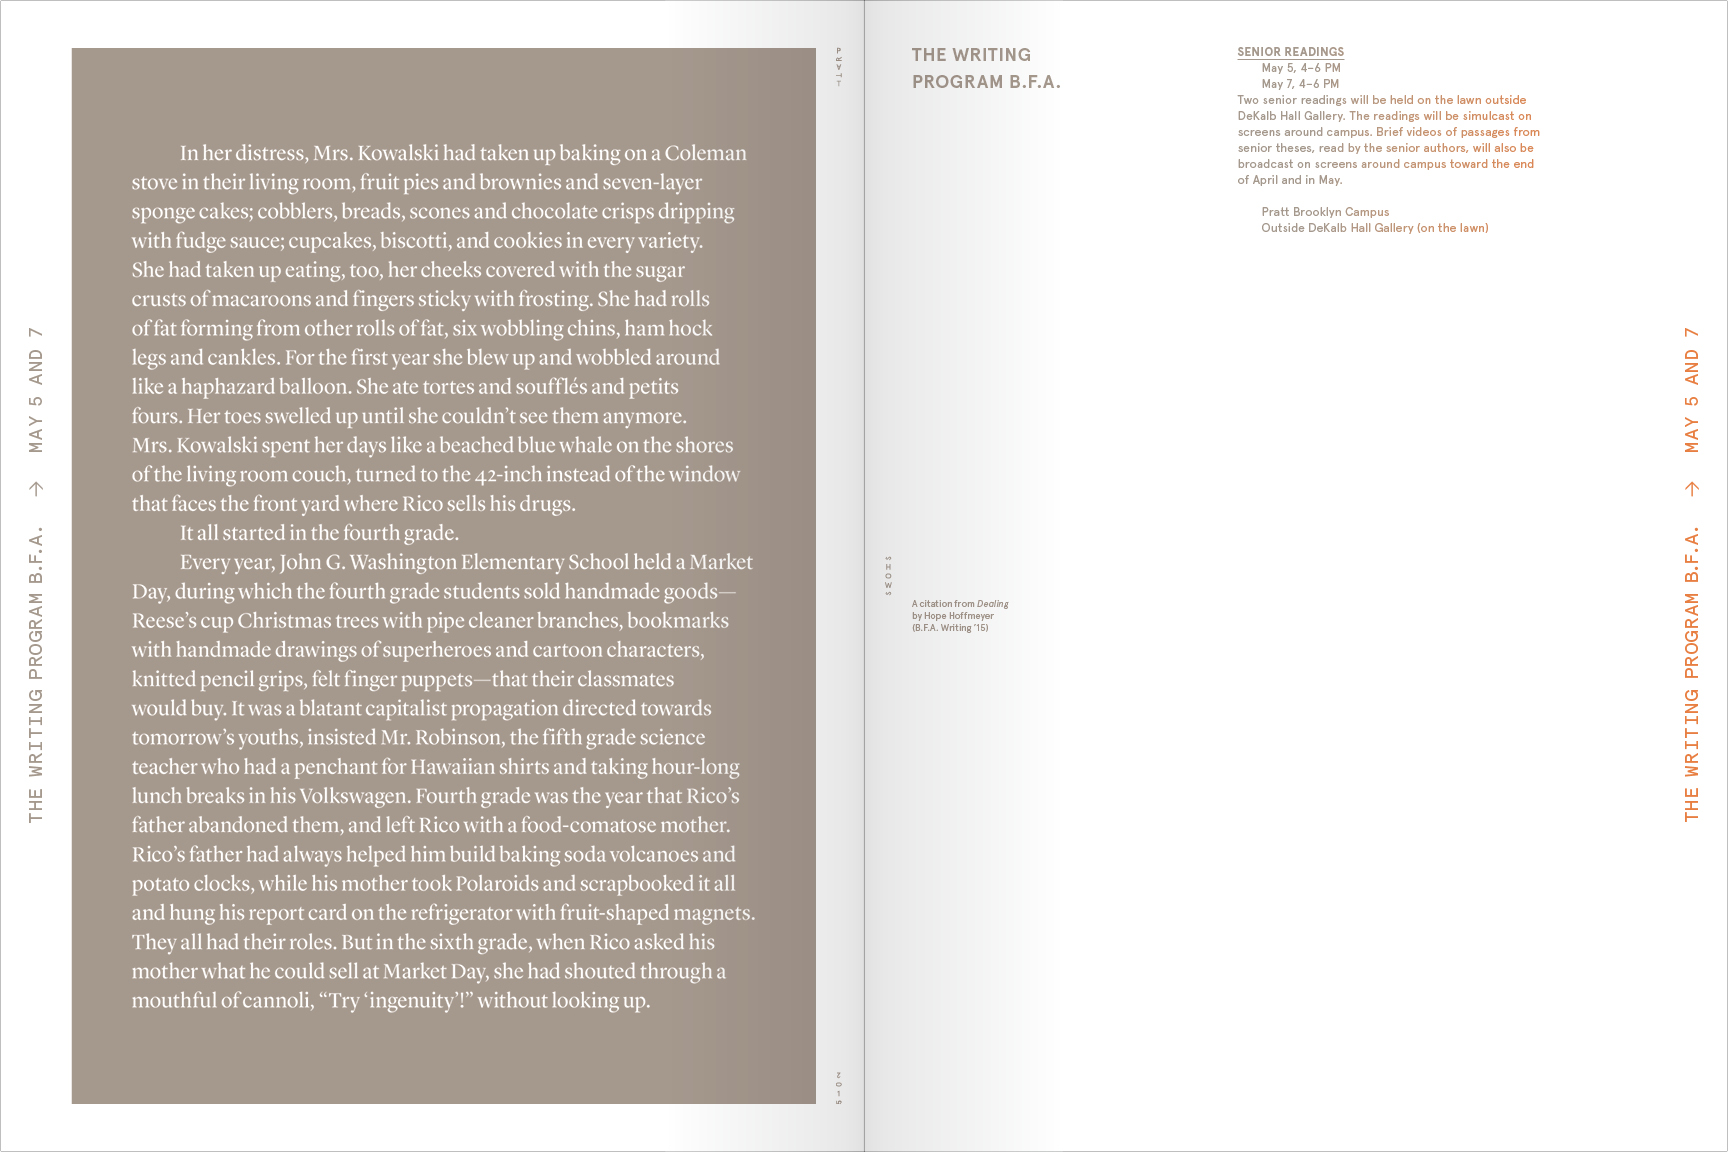 THE WRITING PROGRAM B.F.A. → MAY 5 AND 7
In her distress, Mrs. Kowalski had taken up baking on a Coleman
stove in their living room, fruit pies and brownies and seven-layer
sponge cakes; cobblers, breads, scones and chocolate crisps dripping
with fudge sauce; cupcakes, biscotti, and cookies in every variety.
She had taken up eating, too, her cheeks covered with the sugar
crusts of macaroons and fingers sticky with frosting. She had rolls
of fat forming from other rolls of fat, six wobbling chins, ham hock
legs and cankles. For the first year she blew up and wobbled around
like a haphazard balloon. She ate tortes and soufflés and petits
fours. Her toes swelled up until she couldn’t see them anymore.
Mrs. Kowalski spent her days like a beached blue whale on the shores
of the living room couch, turned to the 42-inch instead of the window
that faces the front yard where Rico sells his drugs.
It all started in the fourth grade.
Every year, John G. Washington Elementary School held a Market
Day, during which the fourth grade students sold handmade goods—
Reese’s cup Christmas trees with pipe cleaner branches, bookmarks
with handmade drawings of superheroes and cartoon characters,
knitted pencil grips, felt finger puppets—that their classmates
would buy. It was a blatant capitalist propagation directed towards
tomorrow’s youths, insisted Mr. Robinson, the fifth grade science
teacher who had a penchant for Hawaiian shirts and taking hour-long
lunch breaks in his Volkswagen. Fourth grade was the year that Rico’s
father abandoned them, and left Rico with a food-comatose mother.
Rico’s father had always helped him build baking soda volcanoes and
potato clocks, while his mother took Polaroids and scrapbooked it all
and hung his report card on the refrigerator with fruit-shaped magnets.
They all had their roles. But in the sixth grade, when Rico asked his
mother what he could sell at Market Day, she had shouted through a
mouthful of cannoli, “Try ‘ingenuity’!” without looking up.
PRATT
2015
SHOWS
THE WRITING
PROGRAM B.F.A.
A citation from Dealing
by Hope Hoffmeyer
(B.F.A. Writing ’15)
SENIOR READINGS
May 5, 4–6 PM
May 7, 4–6 PM
Two senior readings will be held on the lawn outside
DeKalb Hall Gallery. The readings will be simulcast on
screens around campus. Brief videos of passages from
senior theses, read by the senior authors, will also be
broadcast on screens around campus toward the end
of April and in May.
Pratt Brooklyn Campus
Outside DeKalb Hall Gallery (on the lawn)
THE WRITING PROGRAM B.F.A. → MAY 5 AND 7